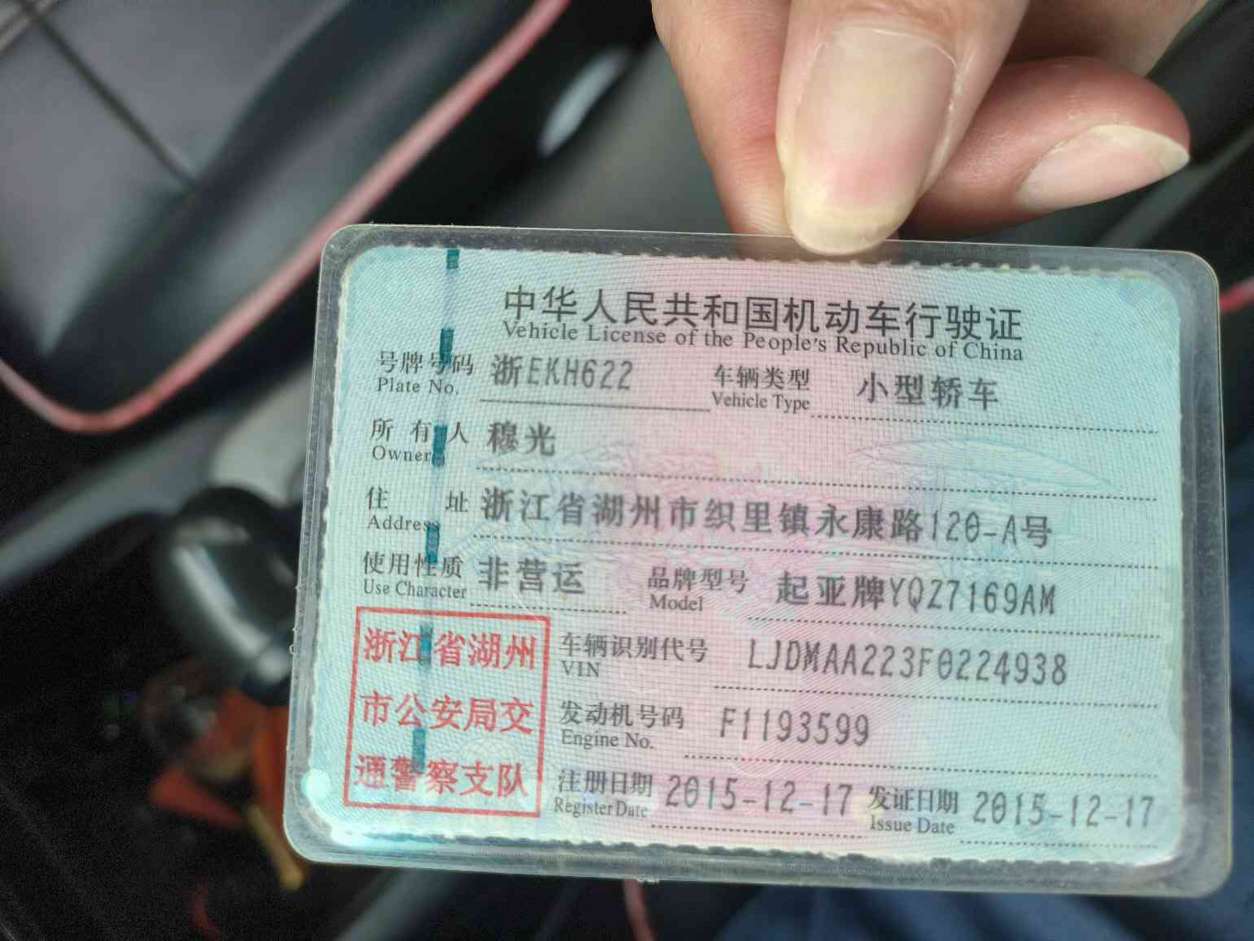 中华人民共和国机动车行驶证
Vehicle License of the People's Republic of China
号牌号码 浙EKH622 车辆类型 小型轿车
Plate No. Vehicle Type
所有人 穆光
Owner
住址 浙江省湖州市织里镇永康路120-A号
Address
使用性质 非营运 品牌型号 起亚牌YQZ7169AM
Use Character Model
浙江省湖州
市公安局交
通警察支队
车辆识别代号 LJDMAA223F0224938
VIN
发动机号码 F1193599
Engine No.
注册日期 2015-12-17 发证日期 2015-12-17
Register Date Issue Date